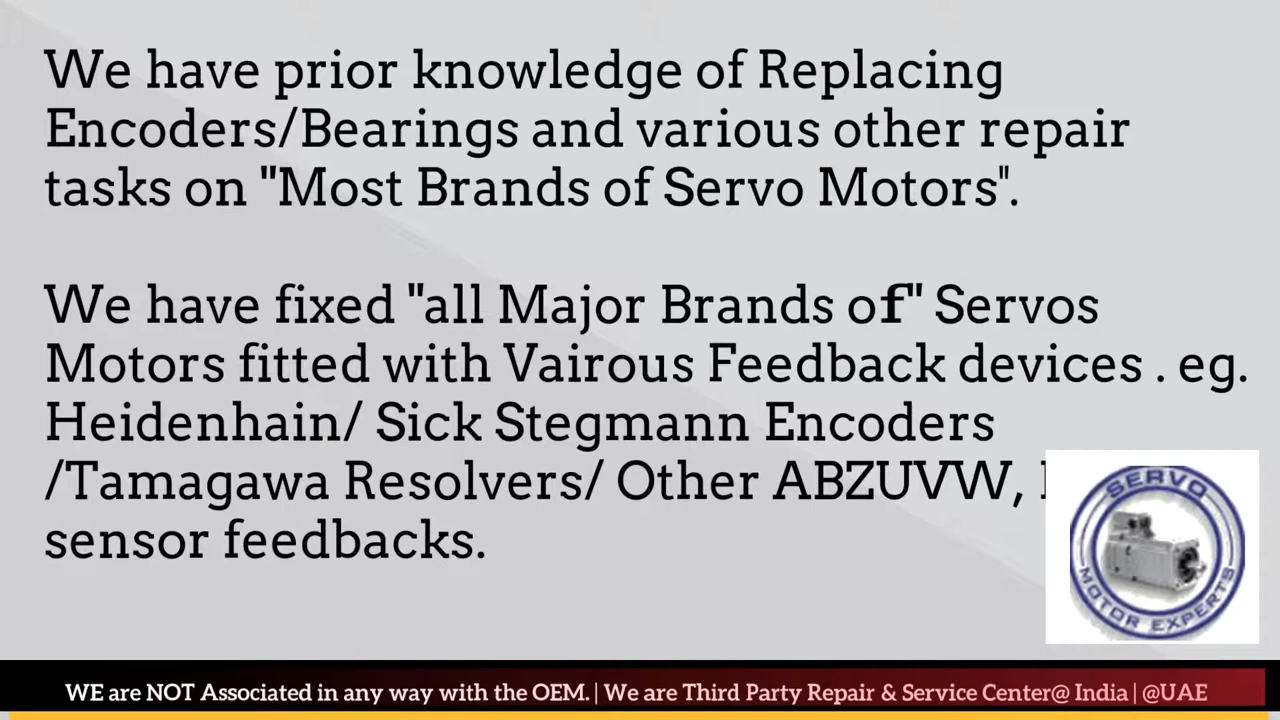 We have prior knowledge of Replacing
Encoders/Bearings and various other repair
tasks on "Most Brands of Servo Motors".
We have fixed "all Major Brands of" Servos
Motors fitted with Vairous Feedback devices . eg.
Heidenhain/ Sick Stegmann Encoders
/Tamagawa Resolvers/ Other ABZUVW,
sensor feedbacks.
SERVO
MOTOR EXPERTS
WE are NOT Associated in any way with the OEM. | We are Third Party Repair & Service Center@ India | @UAE